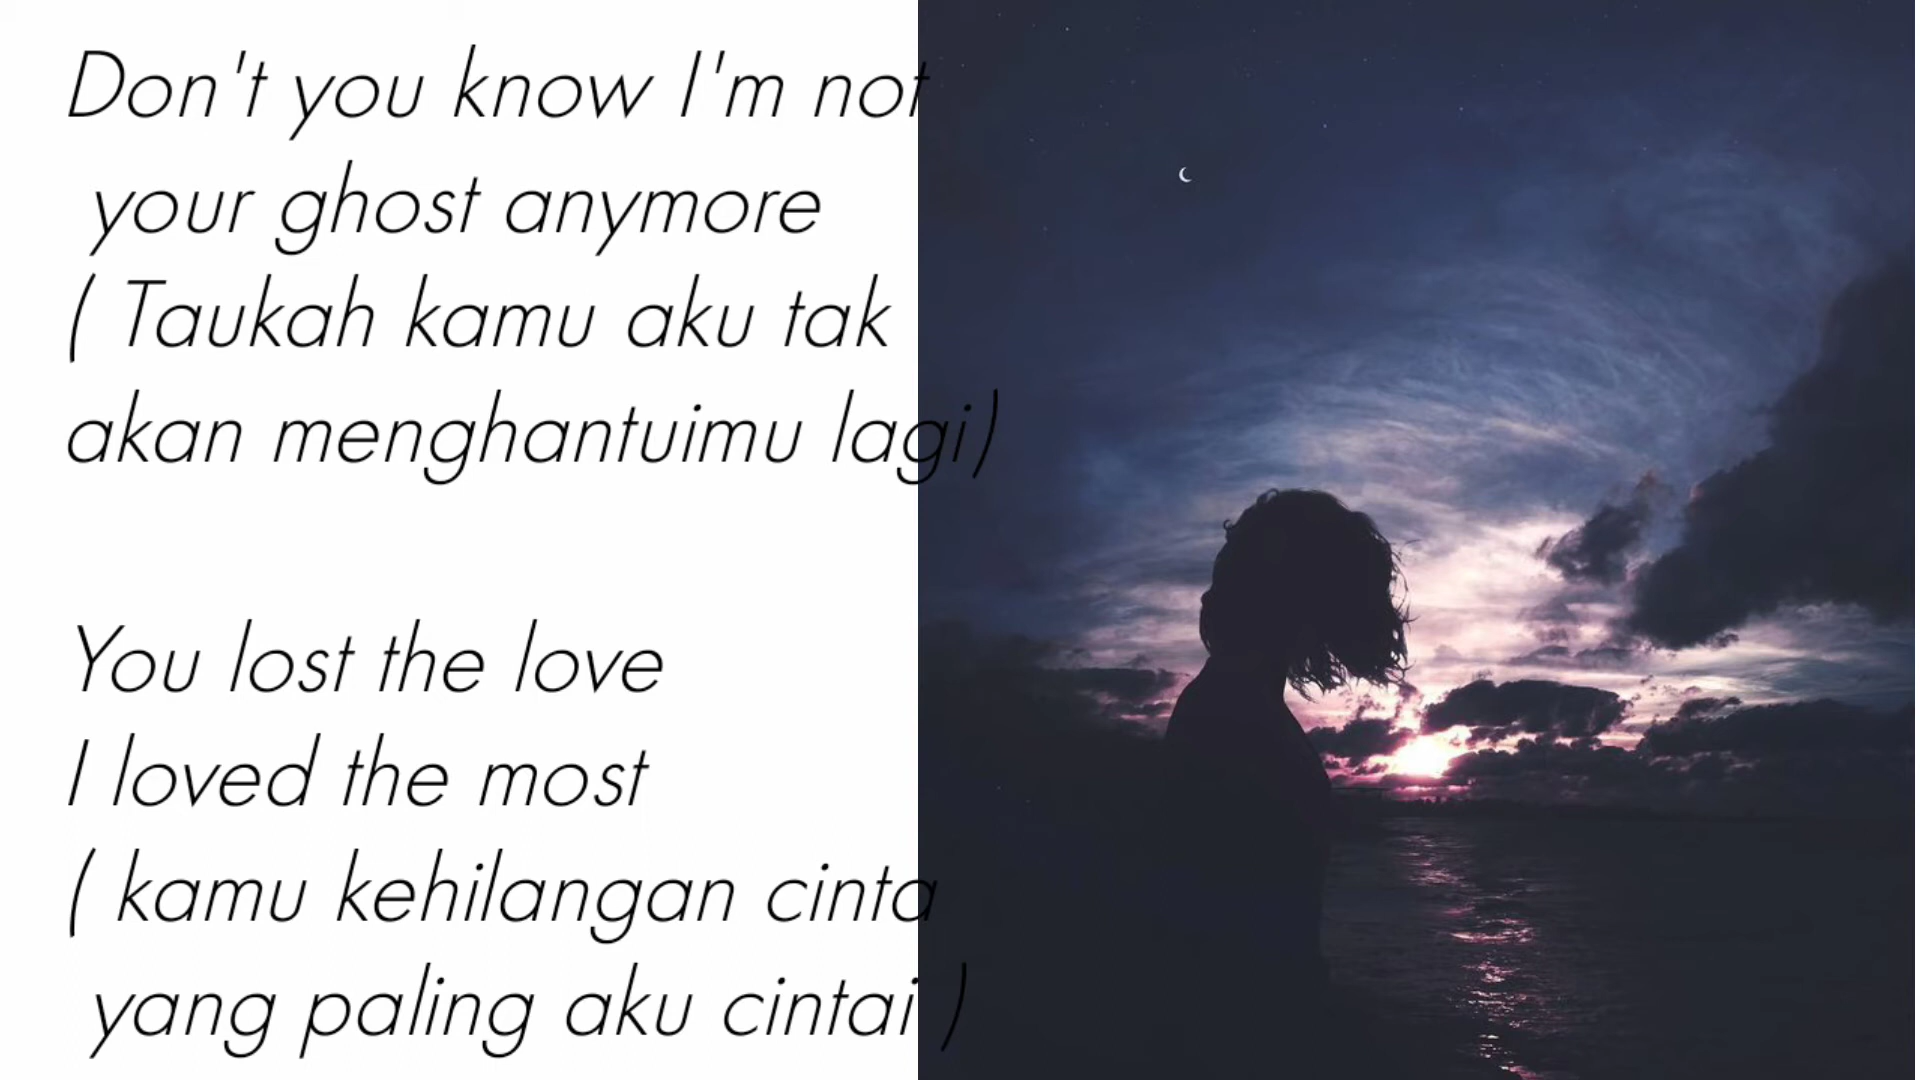 Don't you know I'm not
your ghost anymore
( Taukah kamu aku tak
akan menghantuimu lagi)
You lost the love
I loved the most
( kamu kehilangan cinta
yang paling aku cintai )